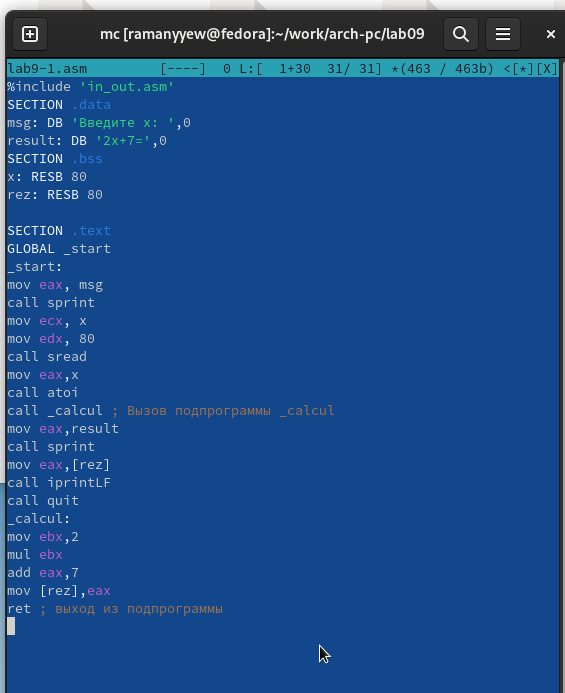 mc [ramanyyew@fedora]:~/work/arch-pc/lab09
lab9-1.asm [----] 0 L:[ 1+30 31/ 31] *(463 / 463b) <[*][X]
%include 'in_out.asm'
SECTION .data
msg: DB 'Введите x: ',0
result: DB '2x+7=',0
SECTION .bss
x: RESB 80
rez: RESB 80
SECTION .text
GLOBAL _start
_start:
mov eax, msg
call sprint
mov ecx, x
mov edx, 80
call sread
mov eax,x
call atoi
call _calcul ; Вызов подпрограммы _calcul
mov eax,result
call sprint
mov eax,[rez]
call iprintLF
call quit
_calcul:
mov ebx,2
mul ebx
add eax,7
mov [rez],eax
ret ; выход из подпрограммы